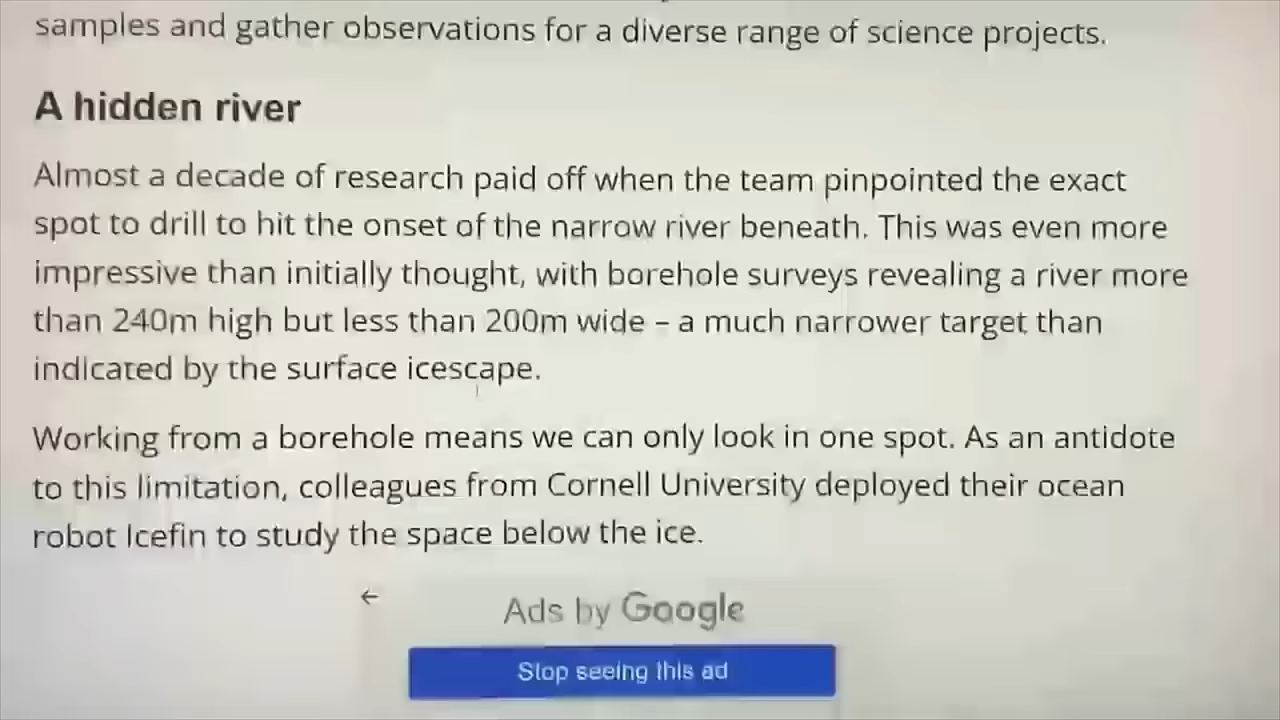 samples and gather observations for a diverse range of science projects.
A hidden river
Almost a decade of research paid off when the team pinpointed the exact
spot to drill to hit the onset of the narrow river beneath. This was even more
impressive than initially thought, with borehole surveys revealing a river more
than 240m high but less than 200m wide – a much narrower target than
indicated by the surface icescape.
Working from a borehole means we can only look in one spot. As an antidote
to this limitation, colleagues from Cornell University deployed their ocean
robot Icefin to study the space below the ice.
Ads by Google
Stop seeing this ad